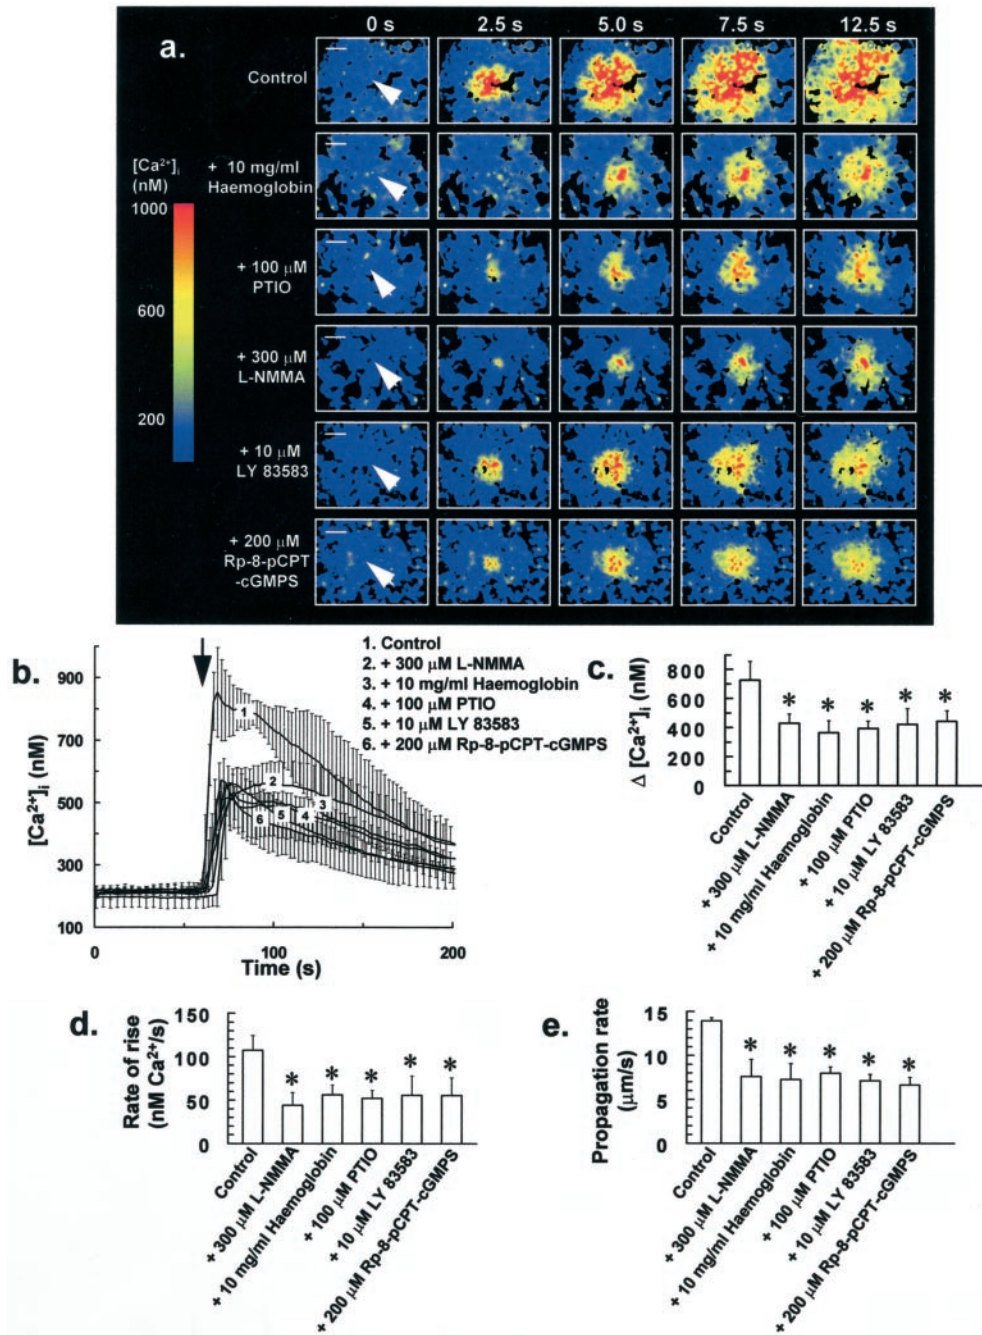 a.
0 s 2.5 s 5.0 s 7.5 s 12.5 s
Control
+ 10 mg/ml
Haemoglobin
+ 100 µM
PTIO
+ 300 µM
L-NMMA
+ 10 µM
LY 83583
+ 200 µM
Rp-8-pCPT
-cGMPS
[Ca²⁺]ᵢ
(nM)
1000
600
200
b.
[Ca²⁺]ᵢ (nM)
900
700
500
300
100
0 100 200
Time (s)
1
2
3
4
5
6
1. Control
2. + 300 µM L-NMMA
3. + 10 mg/ml Haemoglobin
4. + 100 µM PTIO
5. + 10 µM LY 83583
6. + 200 µM Rp-8-pCPT-cGMPS
c.
Δ [Ca²⁺]ᵢ (nM)
800
600
400
200
0
* * * * *
Control
+ 300 µM L-NMMA
+ 10 mg/ml Haemoglobin
+ 100 µM PTIO
+ 10 µM LY 83583
+ 200 µM Rp-8-pCPT-cGMPS
d.
Rate of rise
(nM Ca²⁺/s)
150
100
50
0
* * * * *
Control
+ 300 µM L-NMMA
+ 10 mg/ml Haemoglobin
+ 100 µM PTIO
+ 10 µM LY 83583
+ 200 µM Rp-8-pCPT-cGMPS
e.
Propagation rate
(µm/s)
15
10
5
0
* * * * *
Control
+ 300 µM L-NMMA
+ 10 mg/ml Haemoglobin
+ 100 µM PTIO
+ 10 µM LY 83583
+ 200 µM Rp-8-pCPT-cGMPS